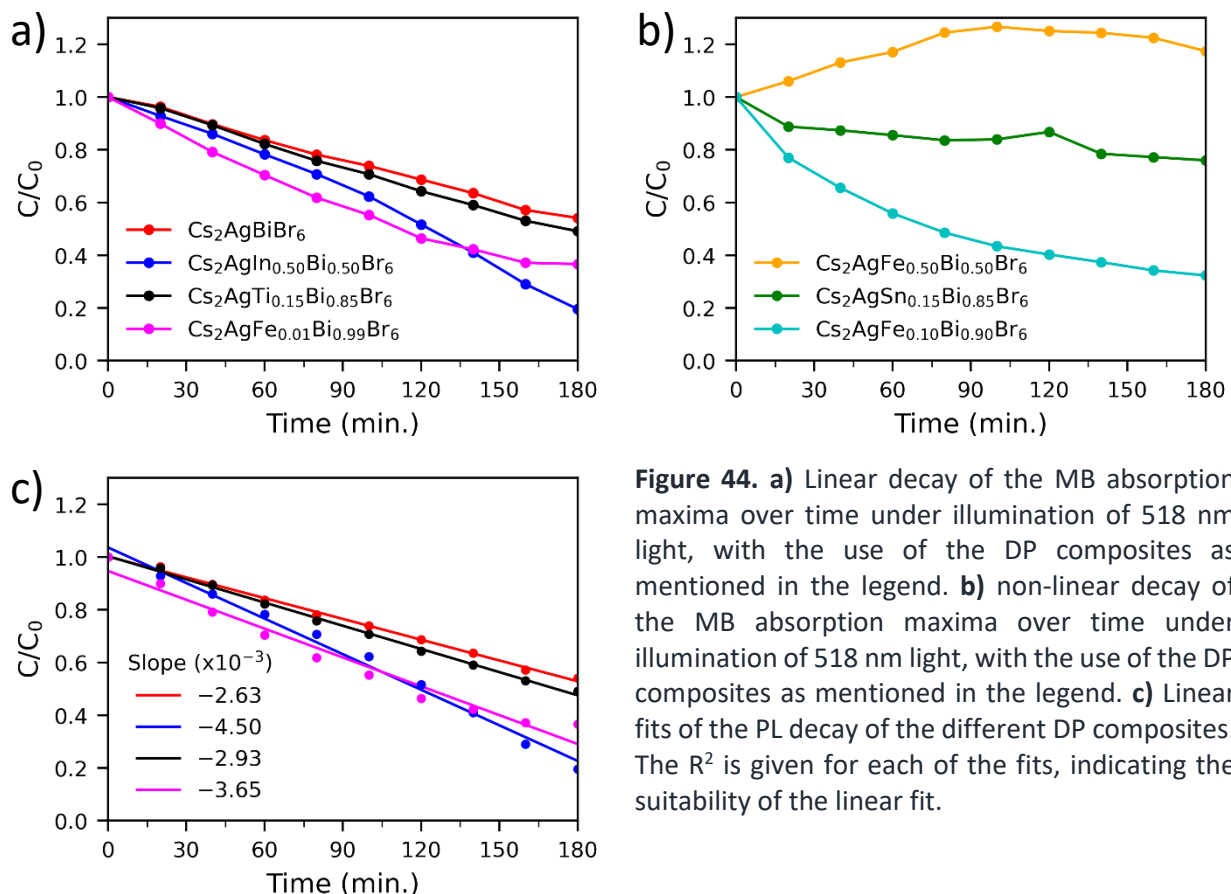 a)
1.2
1.0
0.8
0.6
0.4
0.2
0.0
C/C₀
Cs₂AgBiBr₆
Cs₂AgIn₀.₅₀Bi₀.₅₀Br₆
Cs₂AgTi₀.₁₅Bi₀.₈₅Br₆
Cs₂AgFe₀.₀₁Bi₀.₉₉Br₆
0 30 60 90 120 150 180
Time (min.)
b)
1.2
1.0
0.8
0.6
0.4
0.2
0.0
C/C₀
Cs₂AgFe₀.₅₀Bi₀.₅₀Br₆
Cs₂AgSn₀.₁₅Bi₀.₈₅Br₆
Cs₂AgFe₀.₁₀Bi₀.₉₀Br₆
0 30 60 90 120 150 180
Time (min.)
c)
1.2
1.0
0.8
0.6
0.4
0.2
0.0
C/C₀
Slope (x10⁻³)
−2.63
−4.50
−2.93
−3.65
0 30 60 90 120 150 180
Time (min.)
Figure 44. a) Linear decay of the MB absorption
maxima over time under illumination of 518 nm
light, with the use of the DP composites as
mentioned in the legend. b) non-linear decay of
the MB absorption maxima over time under
illumination of 518 nm light, with the use of the DP
composites as mentioned in the legend. c) Linear
fits of the PL decay of the different DP composites.
The R² is given for each of the fits, indicating the
suitability of the linear fit.